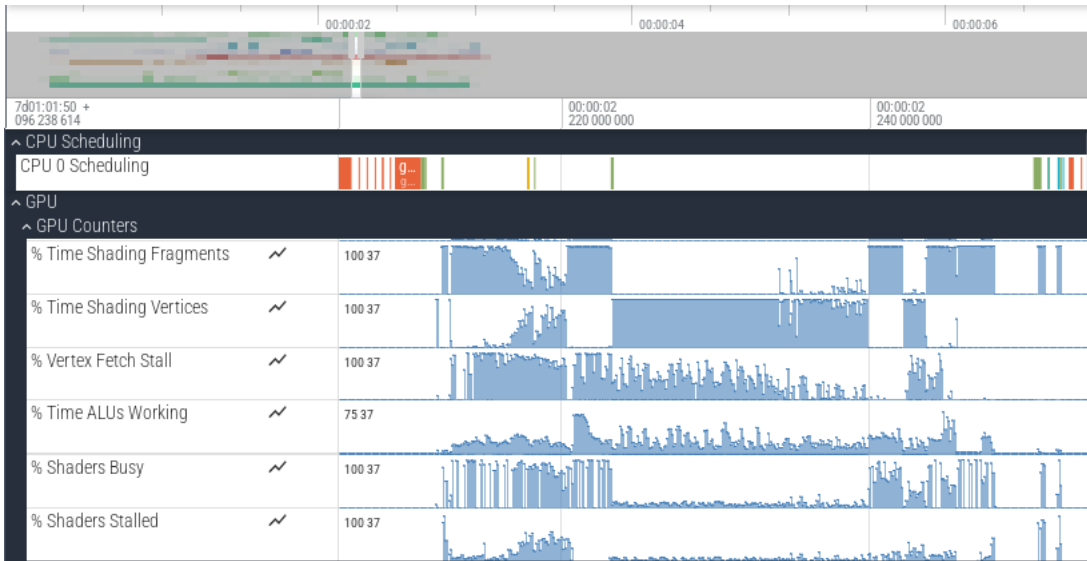 00:00:02 00:00:04 00:00:06
7d01:01:50 + 00:00:02 00:00:02
096 238 614 220 000 000 240 000 000
CPU Scheduling
CPU 0 Scheduling g...
g...
GPU
GPU Counters
% Time Shading Fragments 100 37
% Time Shading Vertices 100 37
% Vertex Fetch Stall 100 37
% Time ALUs Working 75 37
% Shaders Busy 100 37
% Shaders Stalled 100 37